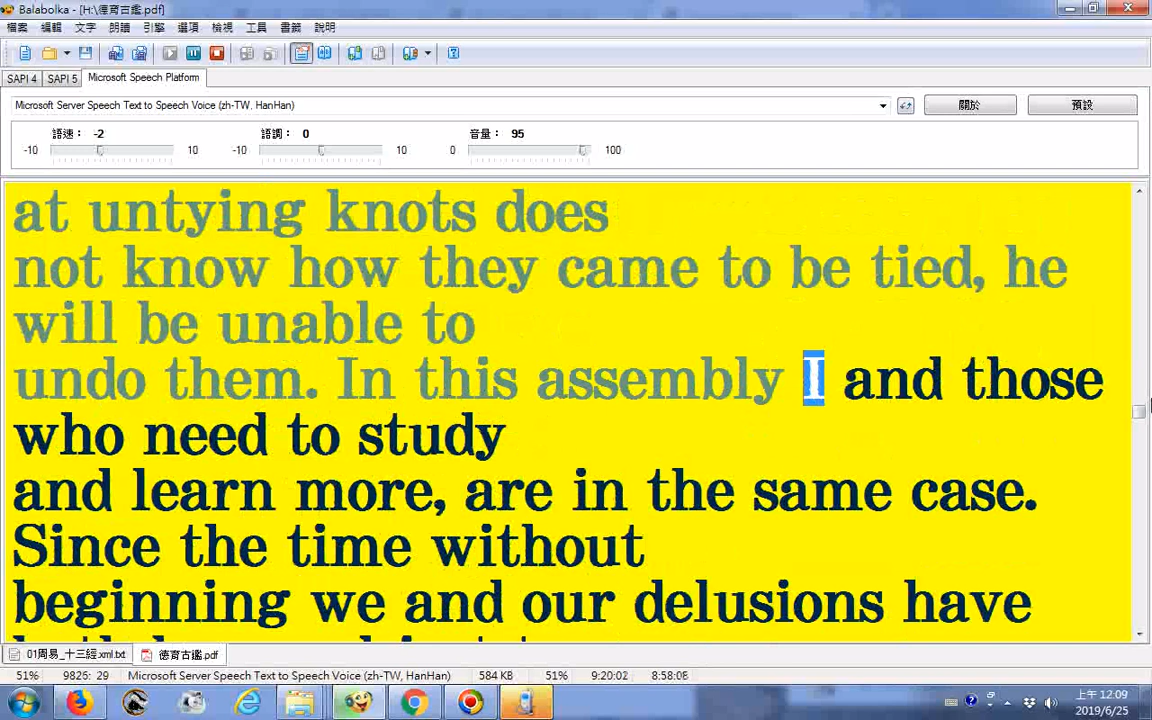 Balabolka - [H:\德育古鑑.pdf]
檔案 編輯 文字 朗讀 引擎 選項 檢視 工具 書籤 說明
SAPI 4 SAPI 5 Microsoft Speech Platform
Microsoft Server Speech Text to Speech Voice (zh-TW, HanHan) 關於 預設
語速： -2 語調： 0 音量： 95
-10 10 -10 10 0 100
at untying knots does
not know how they came to be tied, he
will be unable to
undo them. In this assembly I and those
who need to study
and learn more, are in the same case.
Since the time without
beginning we and our delusions have
01周易_十三經.xml.txt 德育古鑑.pdf
51% 9825: 29 Microsoft Server Speech Text to Speech Voice (zh-TW, HanHan) 584 KB 51% 9:20:02 8:58:08
上午 12:09
2019/6/25